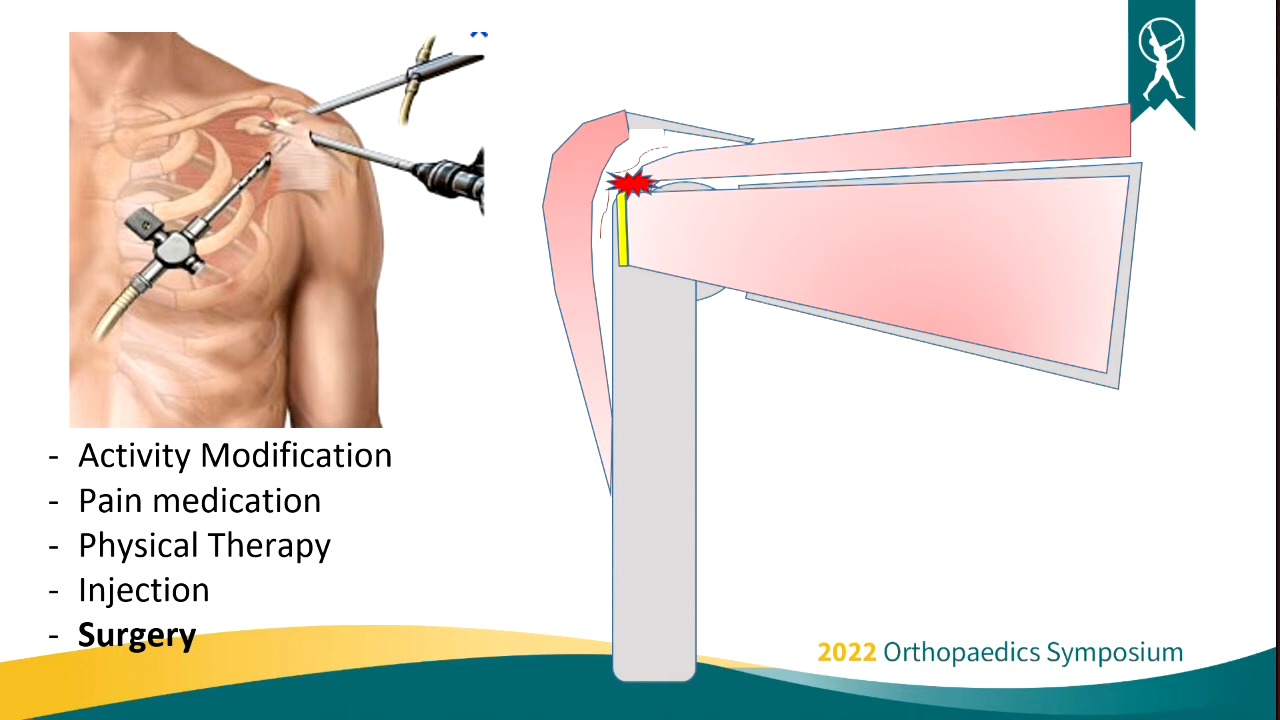 - Activity Modification
- Pain medication
- Physical Therapy
- Injection
- Surgery
2022 Orthopaedics Symposium